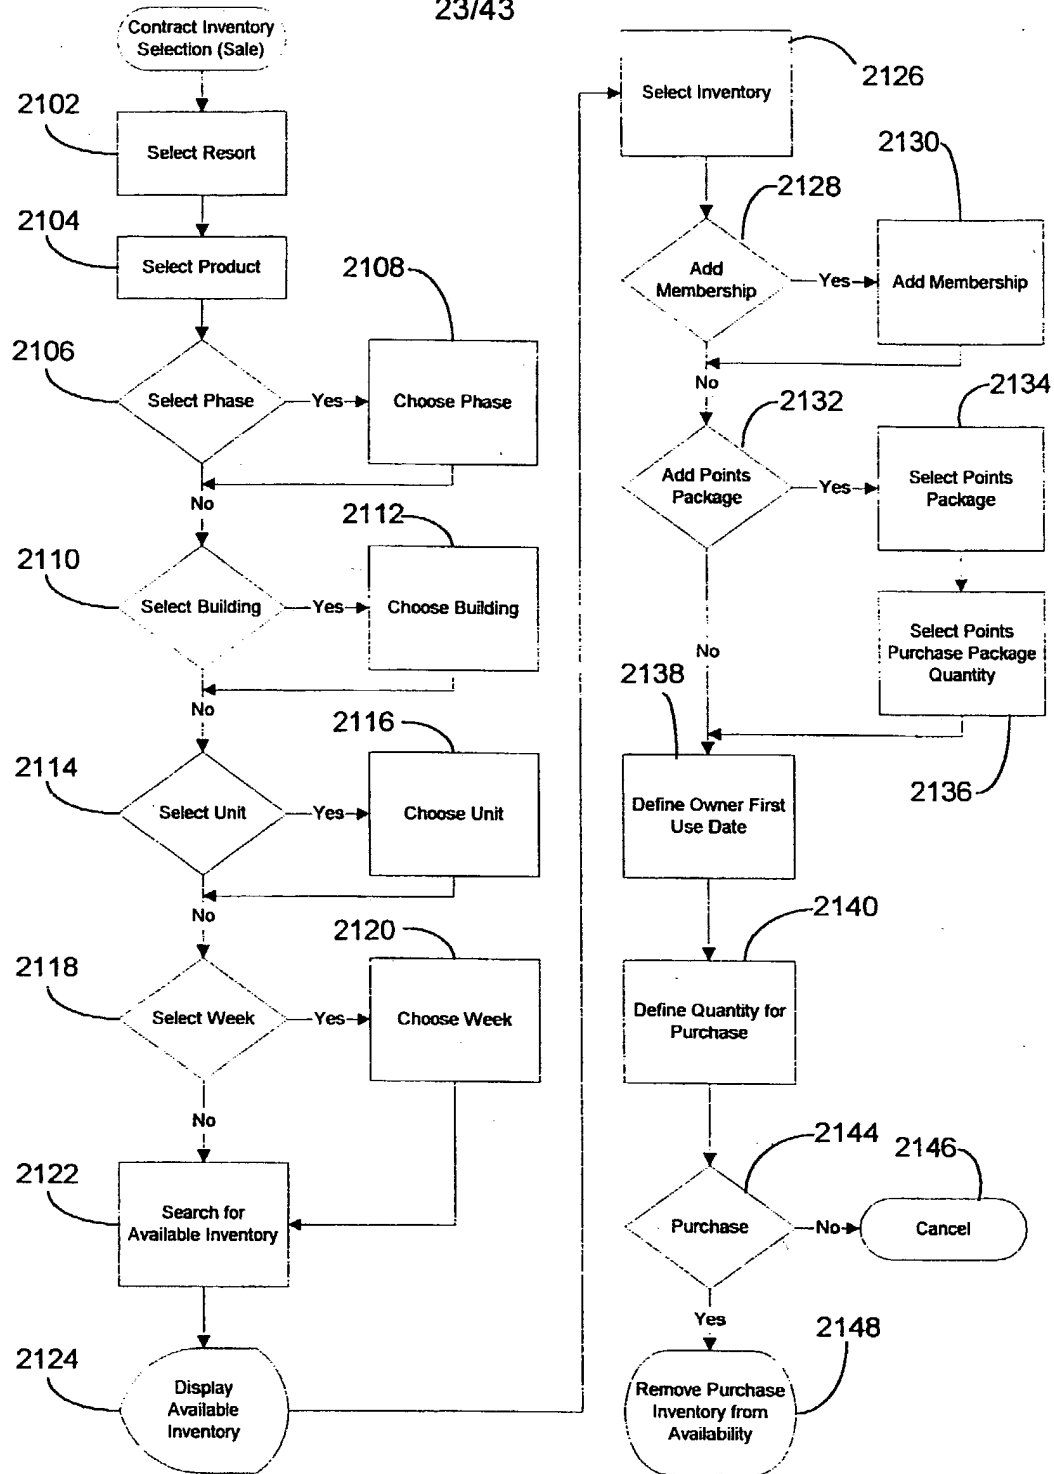 23/43
Contract Inventory
Selection (Sale)
2102
Select Resort
2104
Select Product
2106
Select Phase
Yes
2108
Choose Phase
No
2110
Select Building
Yes
2112
Choose Building
No
2114
Select Unit
Yes
2116
Choose Unit
No
2118
Select Week
Yes
2120
Choose Week
No
2122
Search for
Available Inventory
2124
Display
Available
Inventory
2126
Select Inventory
2128
Add
Membership
Yes
2130
Add Membership
No
2132
Add Points
Package
Yes
2134
Select Points
Package
Select Points
Purchase Package
Quantity
2136
No
2138
Define Owner First
Use Date
2140
Define Quantity for
Purchase
2144
Purchase
No
2146
Cancel
Yes
2148
Remove Purchase
Inventory from
Availability